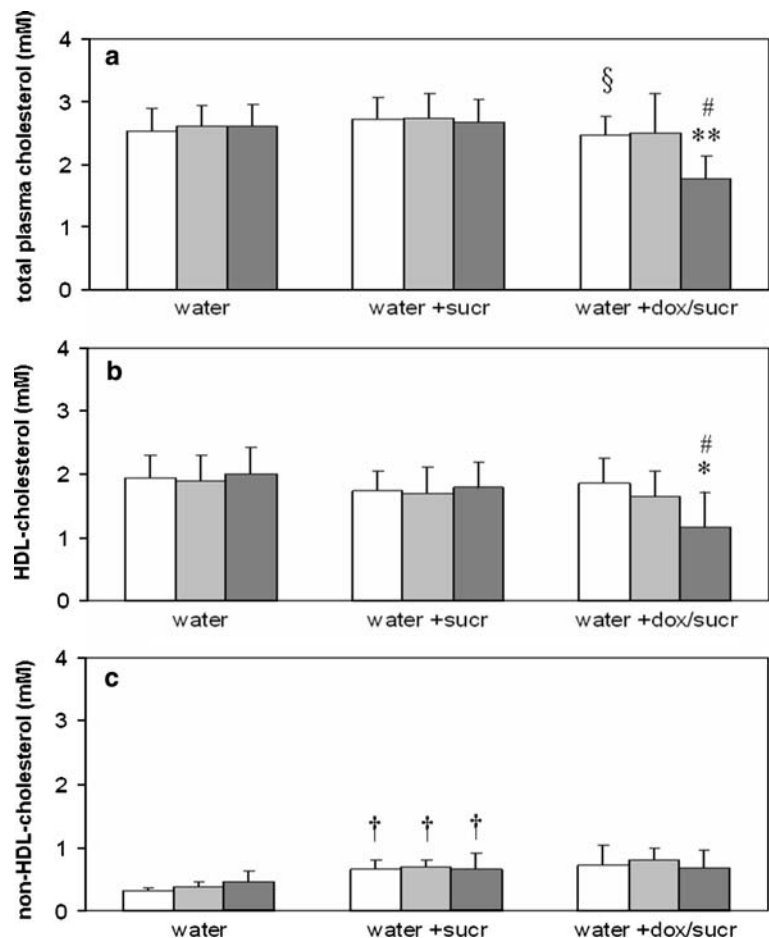 total plasma cholesterol (mM)
4
3
2
1
0
a
§
#
**
water
water +sucr
water +dox/sucr
HDL-cholesterol (mM)
4
3
2
1
0
b
#
*
water
water +sucr
water +dox/sucr
non-HDL-cholesterol (mM)
4
3
2
1
0
c
† † †
water
water +sucr
water +dox/sucr